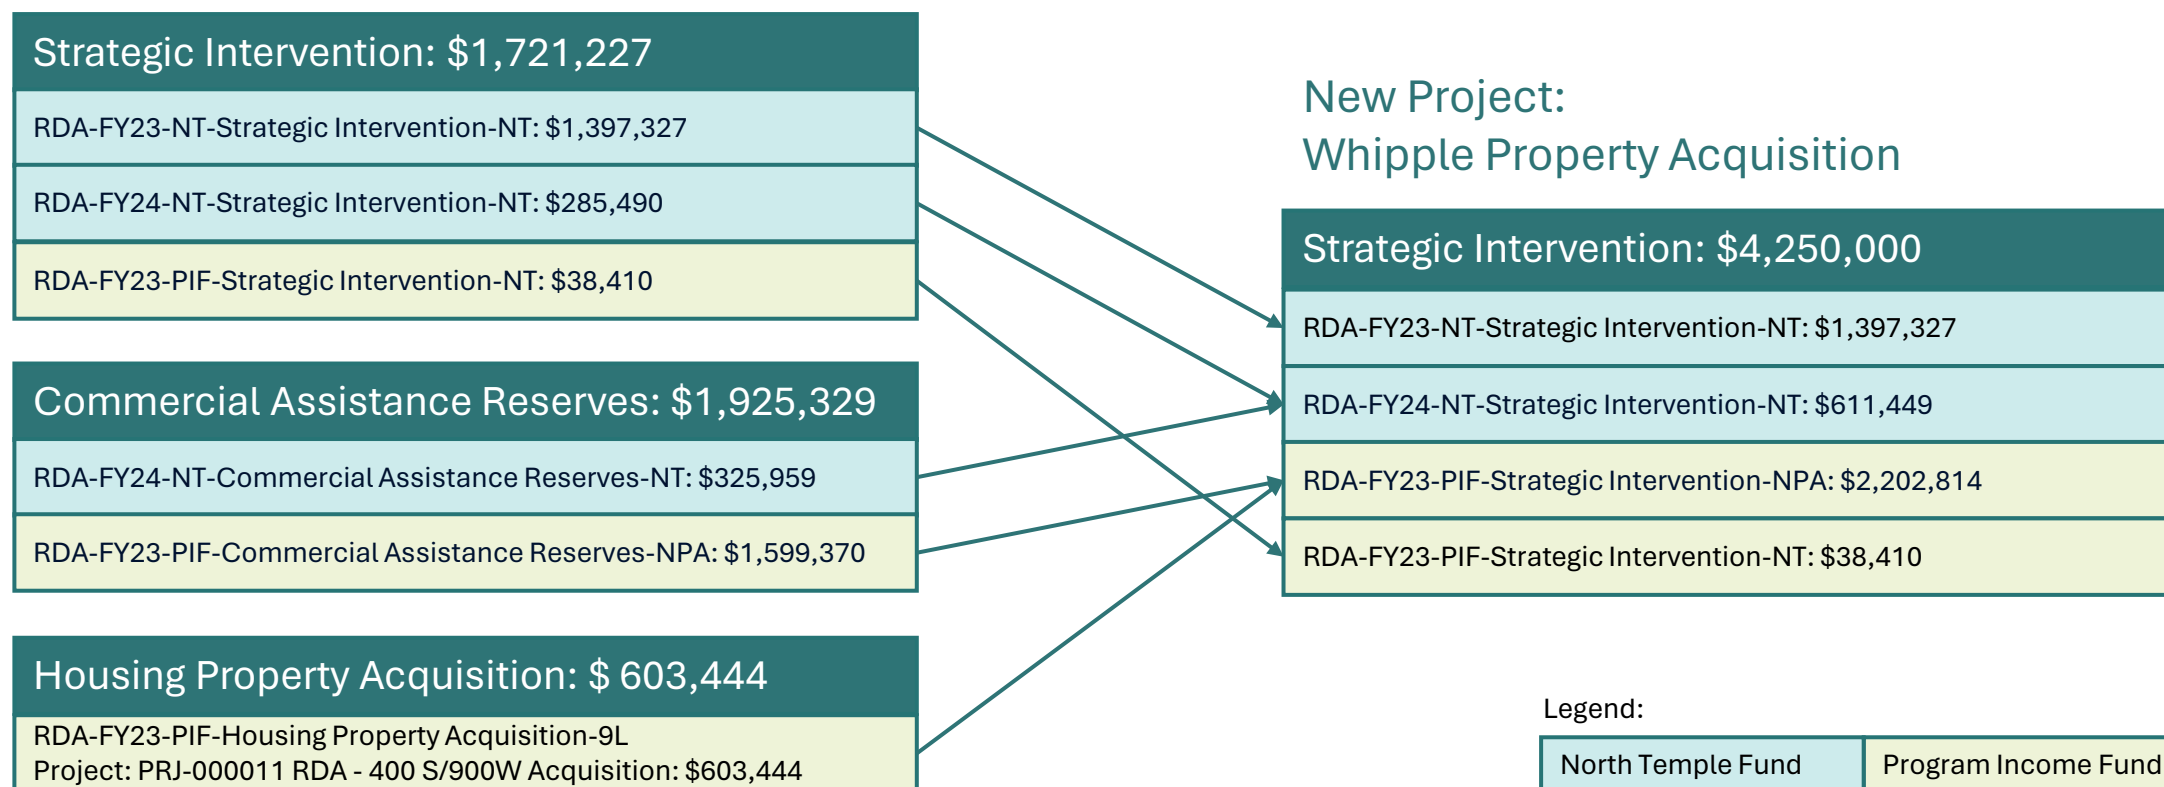 Strategic Intervention: $1,721,227
RDA-FY23-NT-Strategic Intervention-NT: $1,397,327
RDA-FY24-NT-Strategic Intervention-NT: $285,490
RDA-FY23-PIF-Strategic Intervention-NT: $38,410
Commercial Assistance Reserves: $1,925,329
RDA-FY24-NT-Commercial Assistance Reserves-NT: $325,959
RDA-FY23-PIF-Commercial Assistance Reserves-NPA: $1,599,370
Housing Property Acquisition: $ 603,444
RDA-FY23-PIF-Housing Property Acquisition-9L
Project: PRJ-000011 RDA - 400 S/900W Acquisition: $603,444
New Project:
Whipple Property Acquisition
Strategic Intervention: $4,250,000
RDA-FY23-NT-Strategic Intervention-NT: $1,397,327
RDA-FY24-NT-Strategic Intervention-NT: $611,449
RDA-FY23-PIF-Strategic Intervention-NPA: $2,202,814
RDA-FY23-PIF-Strategic Intervention-NT: $38,410
Legend:
North Temple Fund
Program Income Fund